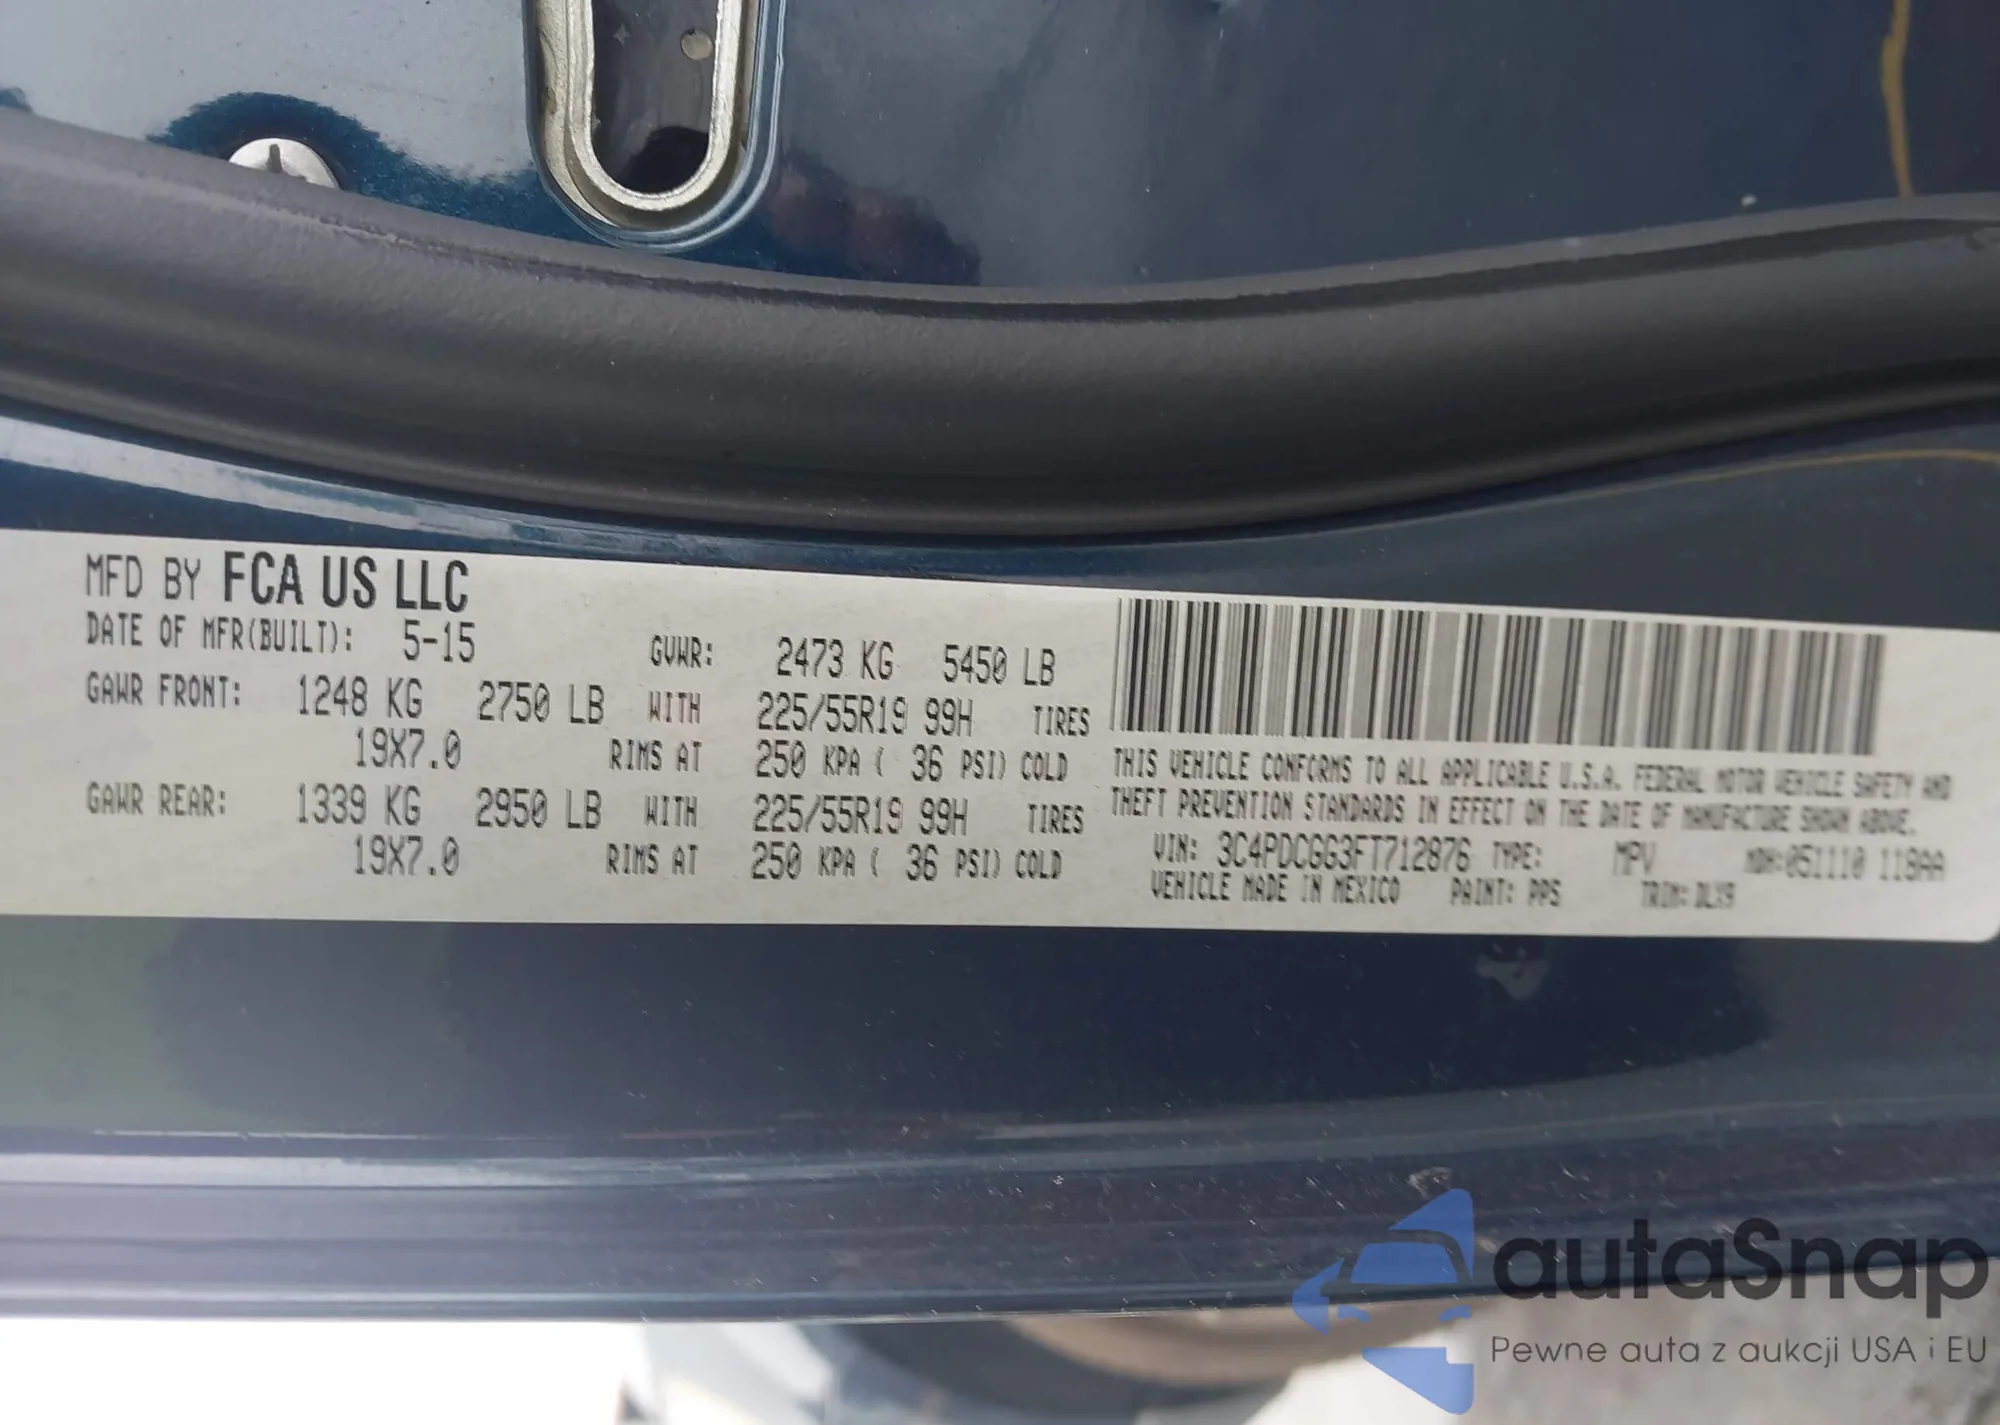 MFD BY FCA US LLC
DATE OF MFR(BUILT): 5-15 GVWR: 2473 KG 5450 LB
GAWR FRONT: 1248 KG 2750 LB WITH 225/55R19 99H TIRES
19X7.0 RIMS AT 250 KPA ( 36 PSI) COLD
GAWR REAR: 1339 KG 2950 LB WITH 225/55R19 99H TIRES
19X7.0 RIMS AT 250 KPA ( 36 PSI) COLD
THIS VEHICLE CONFORMS TO ALL APPLICABLE U.S.A. FEDERAL MOTOR VEHICLE SAFETY AND
THEFT PREVENTION STANDARDS IN EFFECT ON THE DATE OF MANUFACTURE SHOWN ABOVE.
VIN: 3C4PDCGG3FT712876 TYPE: MPV MDH:051110 119AA
VEHICLE MADE IN MEXICO PAINT: PPS TRIM: DLX9
autaSnap
Pewne auta z aukcji USA i EU